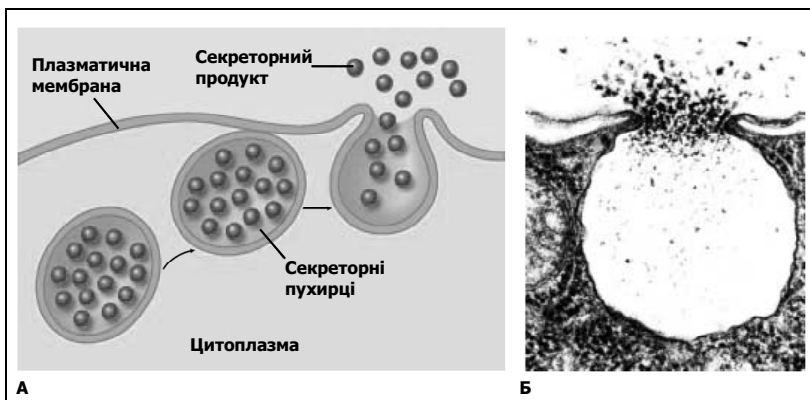 Плазматична
мембрана
Секреторний
продукт
Секреторні
пухирці
Цитоплазма
А
Б